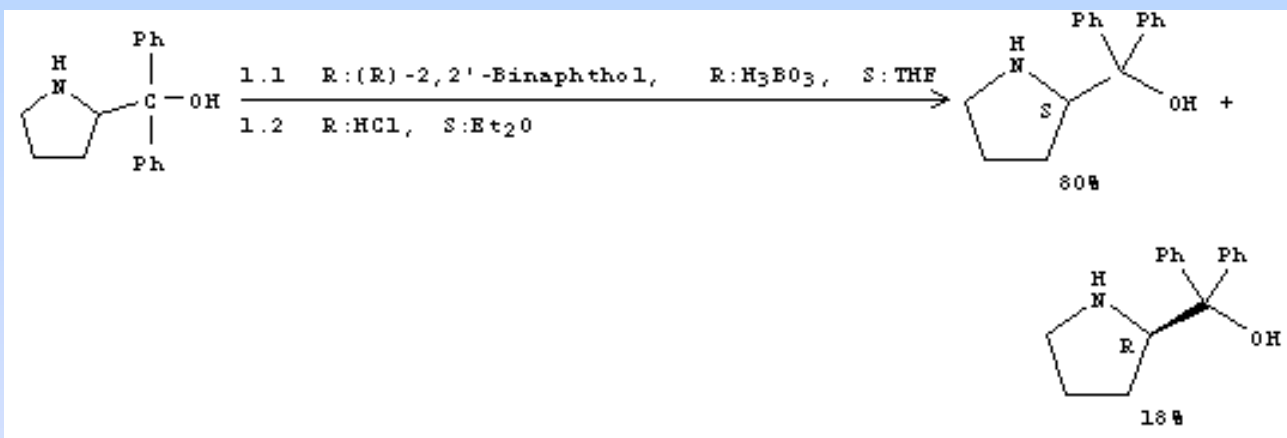 H
N
Ph
C
OH
Ph
1.1 R:(R)-2,2'-Binaphthol, R:H3BO3, S:THF
1.2 R:HCl, S:Et2O
H
N
S
Ph Ph
OH +
80%
H
N
R
Ph Ph
OH
18%